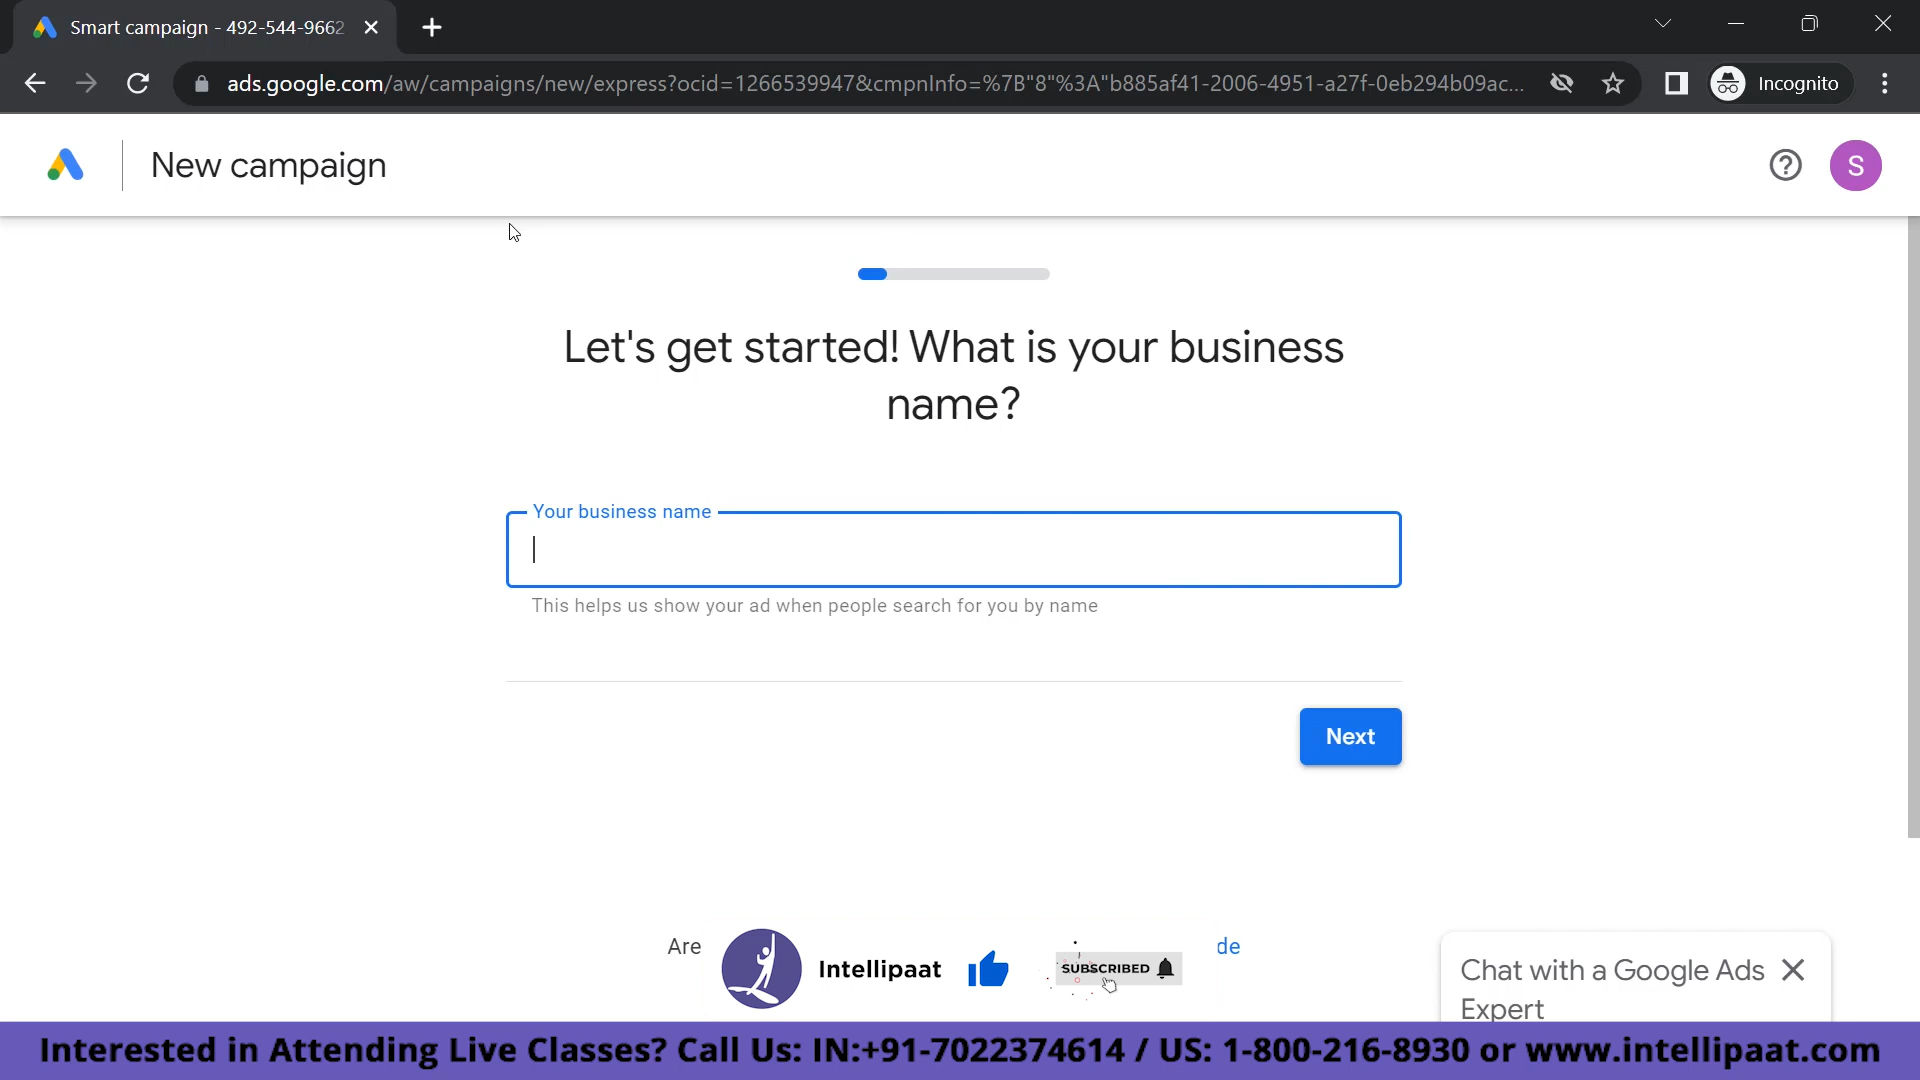 Smart campaign - 492-544-9662
ads.google.com/aw/campaigns/new/express?ocid=1266539947&cmpnInfo=%7B"8"%3A"b885af41-2006-4951-a27f-0eb294b09ac...
Incognito
New campaign
S
Let's get started! What is your business
name?
Your business name
This helps us show your ad when people search for you by name
Next
Are
de
Intellipaat
SUBSCRIBED
Chat with a Google Ads
Expert
Interested in Attending Live Classes? Call Us: IN:+91-7022374614 / US: 1-800-216-8930 or www.intellipaat.com